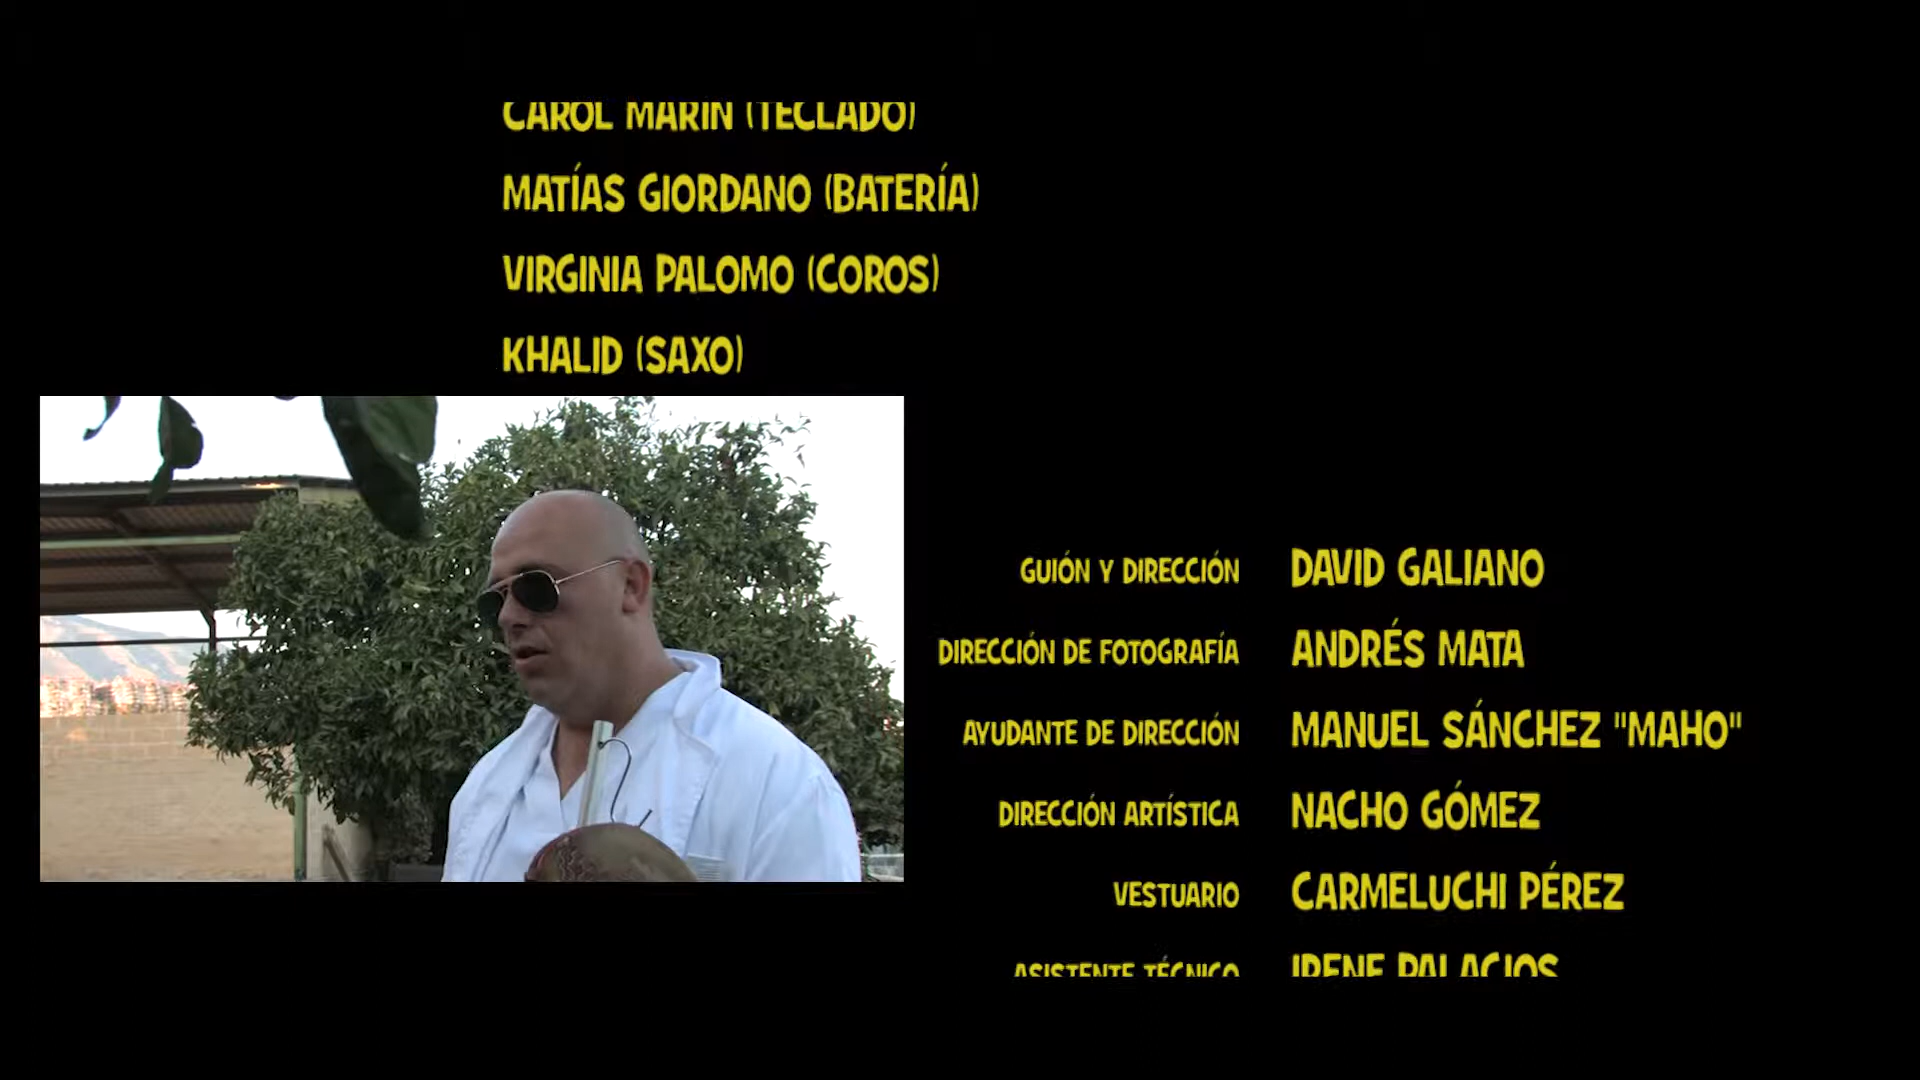 CAROL MARÍN (TECLADO)
MATÍAS GIORDANO (BATERÍA)
VIRGINIA PALOMO (COROS)
KHALID (SAXO)
GUIÓN Y DIRECCIÓN DAVID GALIANO
DIRECCIÓN DE FOTOGRAFÍA ANDRÉS MATA
AYUDANTE DE DIRECCIÓN MANUEL SÁNCHEZ "MAHO"
DIRECCIÓN ARTÍSTICA NACHO GÓMEZ
VESTUARIO CARMELUCHI PÉREZ
ASISTENTE TÉCNICO IRENE PALACIOS